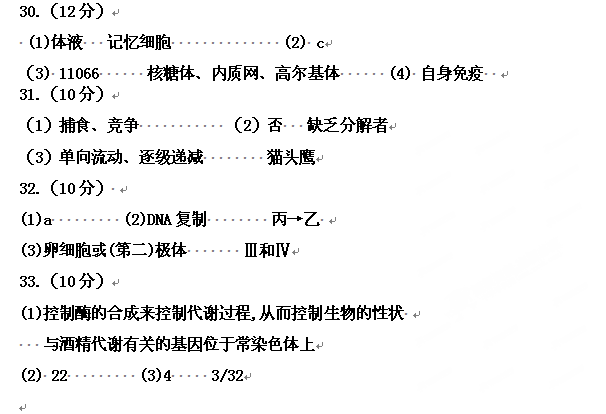 30.（12分）
(1)体液 记忆细胞 (2) c
（3）11066 核糖体、内质网、高尔基体 (4) 自身免疫
31.（10分）
（1）捕食、竞争 （2）否 缺乏分解者
（3）单向流动、逐级递减 猫头鹰
32.（10分）
(1)a (2)DNA复制 丙→乙
(3)卵细胞或(第二)极体 Ⅲ和Ⅳ
33.（10分）
(1)控制酶的合成来控制代谢过程,从而控制生物的性状
与酒精代谢有关的基因位于常染色体上
(2) 22 (3)4 3/32